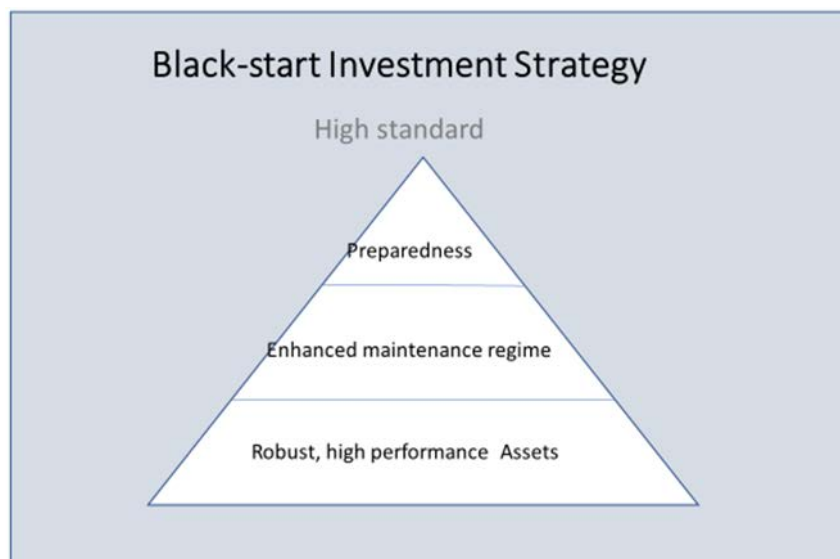 Black-start Investment Strategy
High standard
Preparedness
Enhanced maintenance regime
Robust, high performance Assets